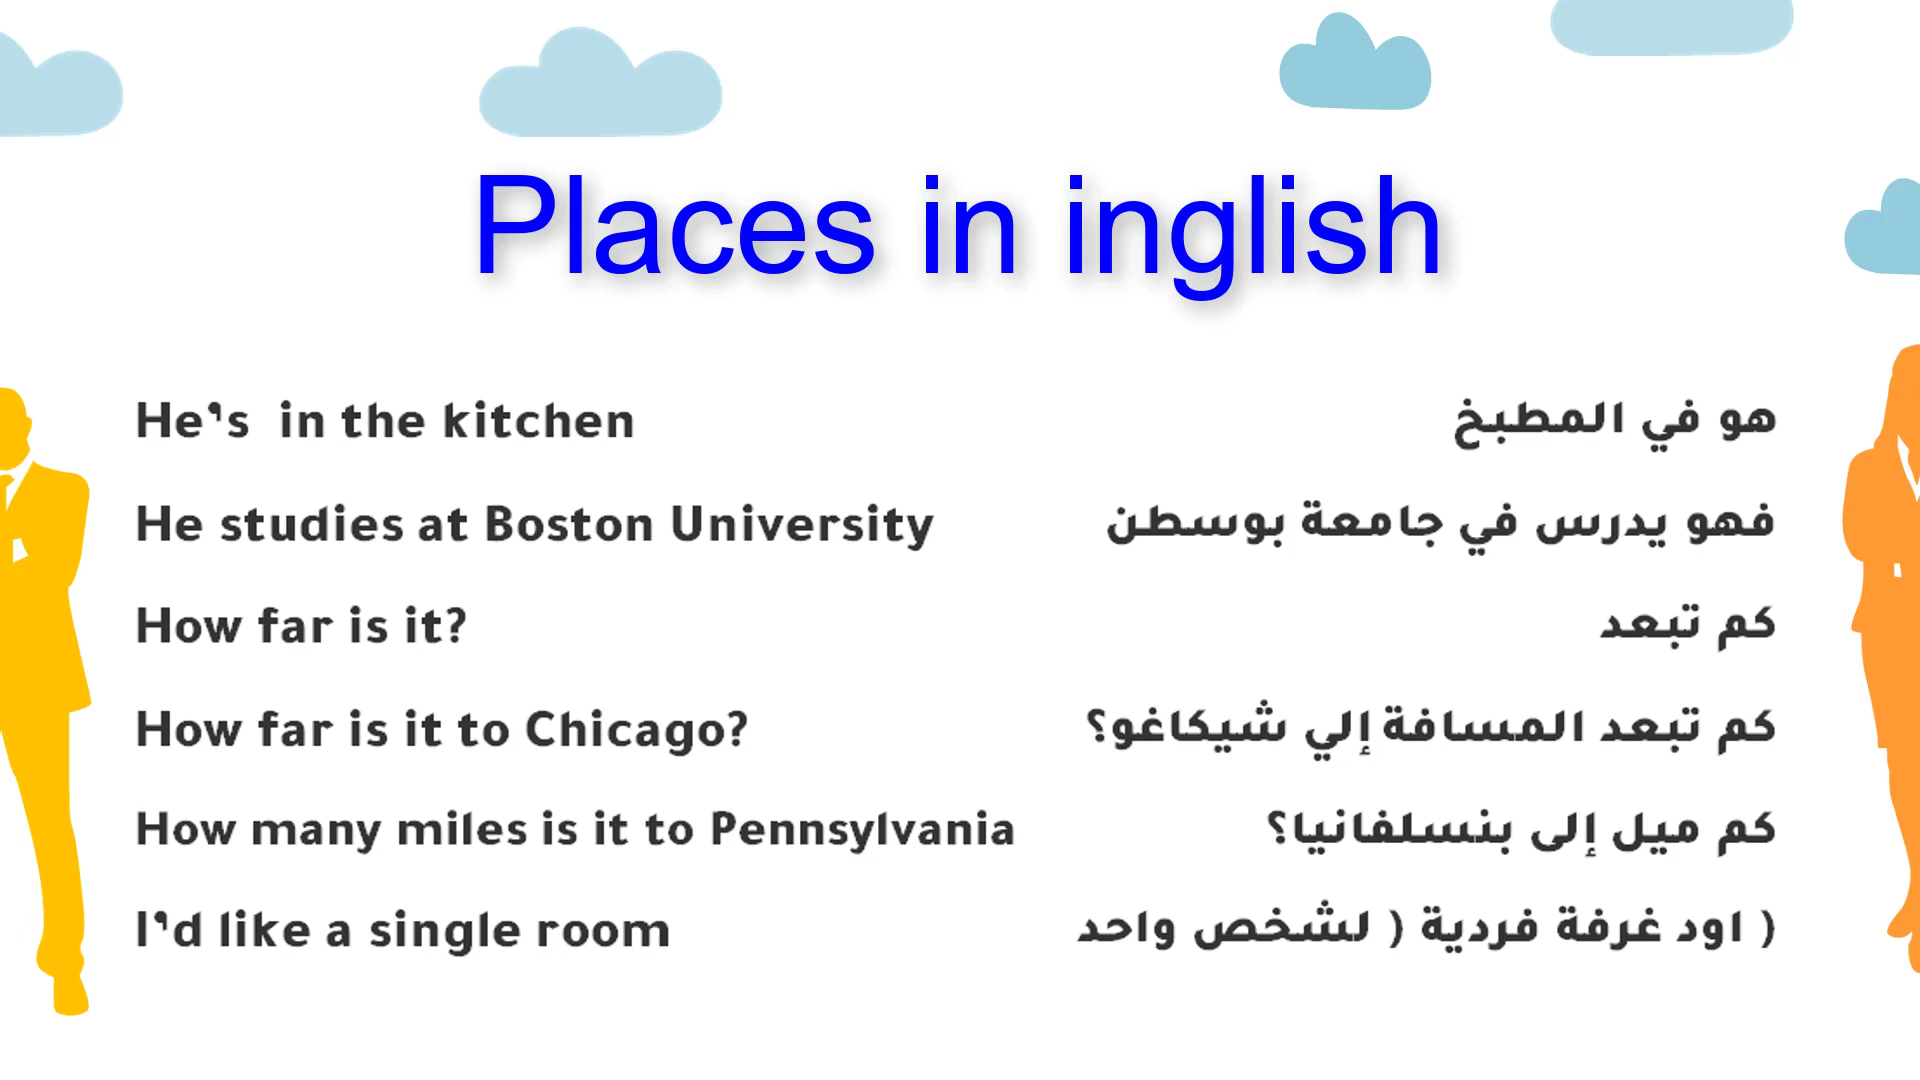 Places in inglish
He's in the kitchen
هو في المطبخ
He studies at Boston University
فهو يدرس في جامعة بوسطن
How far is it?
كم تبعد
How far is it to Chicago?
كم تبعد المسافة إلي شيكاغو؟
How many miles is it to Pennsylvania
كم ميل إلى بنسلفانيا؟
I'd like a single room
( اود غرفة فردية ( لشخص واحد